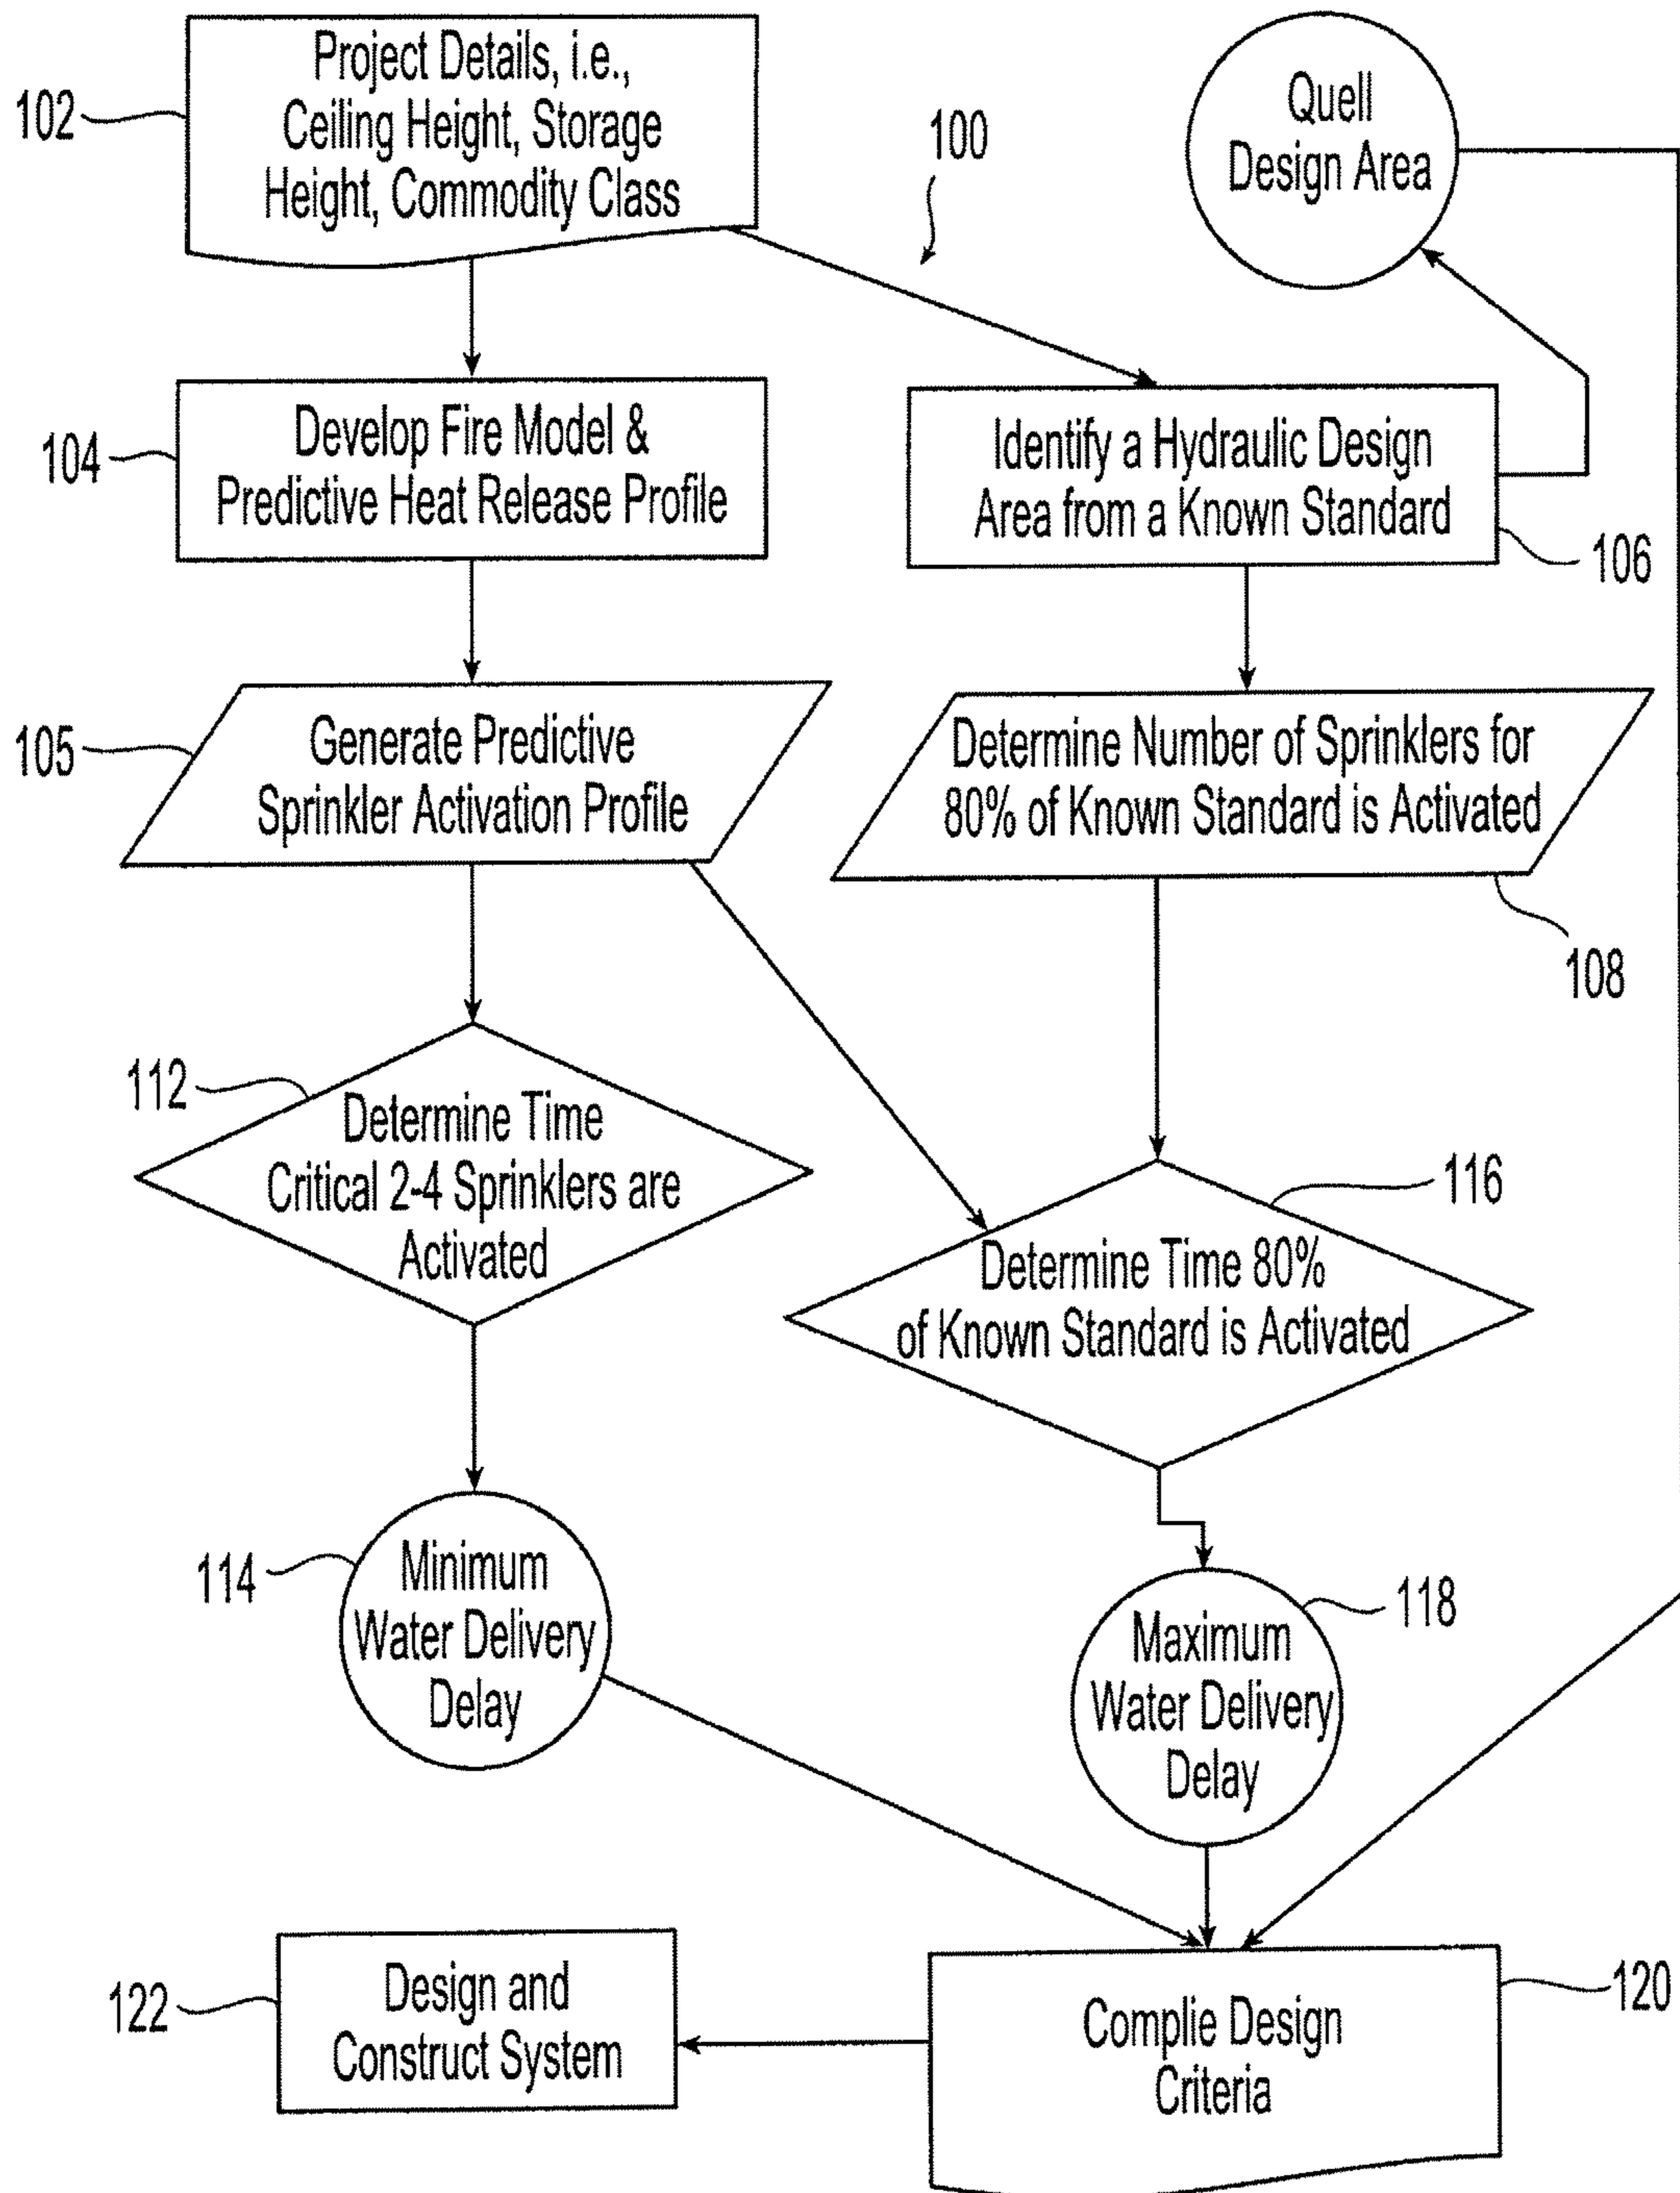 Project Details, i.e.,
Ceiling Height, Storage
Height, Commodity Class
102
100
Quell
Design Area
104
Develop Fire Model &
Predictive Heat Release Profile
Identify a Hydraulic Design
Area from a Known Standard
106
105
Generate Predictive
Sprinkler Activation Profile
Determine Number of Sprinklers for
80% of Known Standard is Activated
108
112
Determine Time
Critical 2-4 Sprinklers are
Activated
116
Determine Time 80%
of Known Standard is Activated
114
Minimum
Water Delivery
Delay
118
Maximum
Water Delivery
Delay
122
Design and
Construct System
120
Complie Design
Criteria